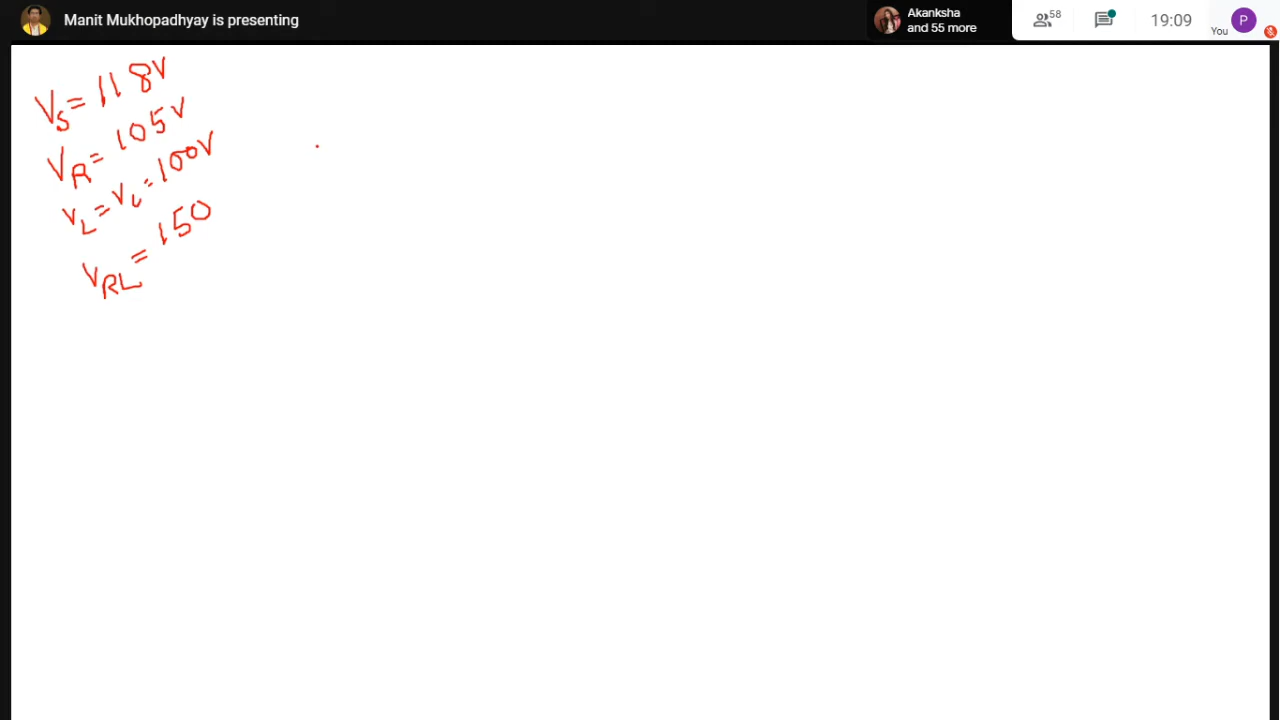 Manit Mukhopadhyay is presenting
Akanksha
and 55 more
58
19:09
You
P
VS = 118V
VR = 105V
VL = VC = 100V
VRL = 150